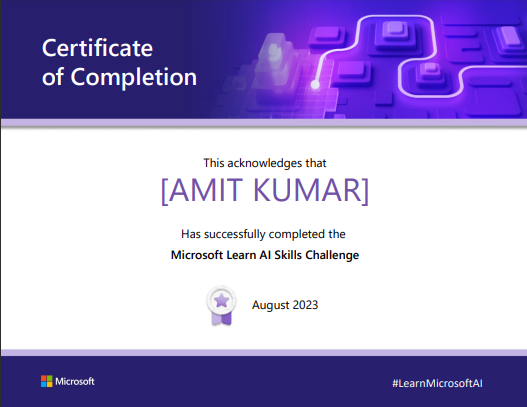 Certificate
of Completion
This acknowledges that
[AMIT KUMAR]
Has successfully completed the
Microsoft Learn AI Skills Challenge
August 2023
Microsoft
#LearnMicrosoftAI